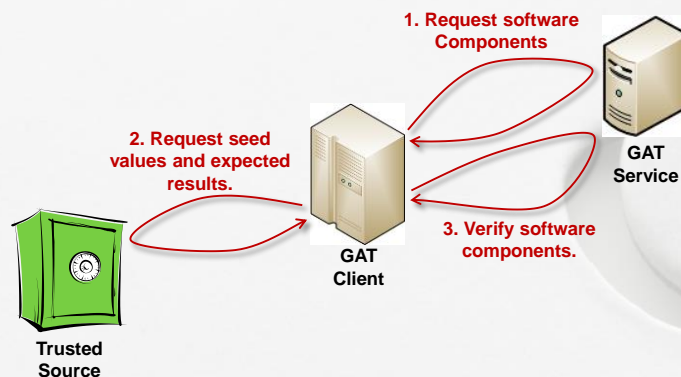 1. Request software
Components
GAT
Service
2. Request seed
values and expected
results.
3. Verify software
components.
GAT
Client
Trusted
Source